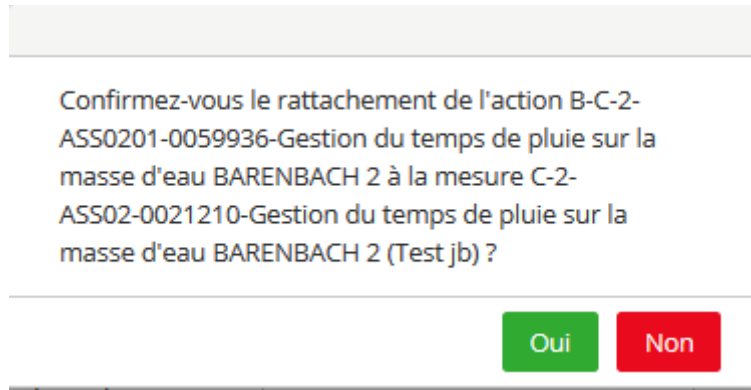 Confirmez-vous le rattachement de l'action B-C-2-
ASS0201-0059936-Gestion du temps de pluie sur la
masse d'eau BARENBACH 2 à la mesure C-2-
ASS02-0021210-Gestion du temps de pluie sur la
masse d'eau BARENBACH 2 (Test jb) ?
Oui Non